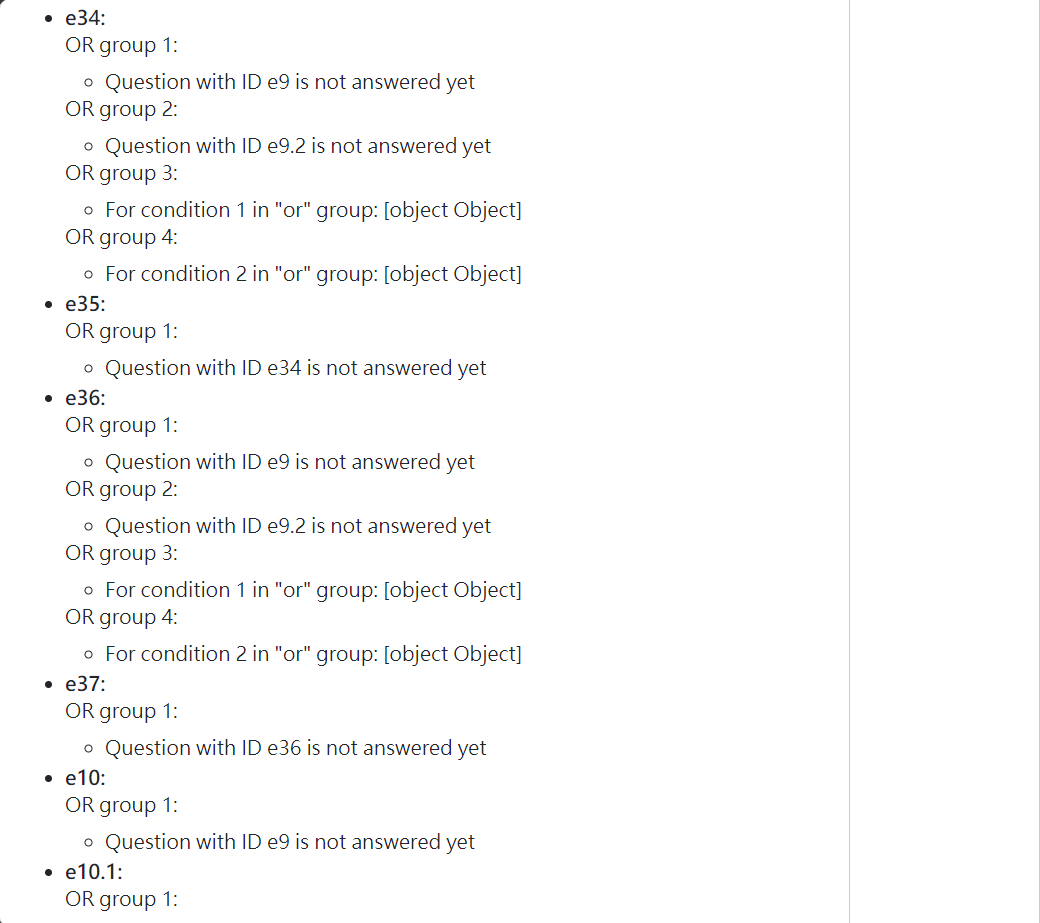 e34:
OR group 1:
Question with ID e9 is not answered yet
OR group 2:
Question with ID e9.2 is not answered yet
OR group 3:
For condition 1 in "or" group: [object Object]
OR group 4:
For condition 2 in "or" group: [object Object]
e35:
OR group 1:
Question with ID e34 is not answered yet
e36:
OR group 1:
Question with ID e9 is not answered yet
OR group 2:
Question with ID e9.2 is not answered yet
OR group 3:
For condition 1 in "or" group: [object Object]
OR group 4:
For condition 2 in "or" group: [object Object]
e37:
OR group 1:
Question with ID e36 is not answered yet
e10:
OR group 1:
Question with ID e9 is not answered yet
e10.1:
OR group 1: